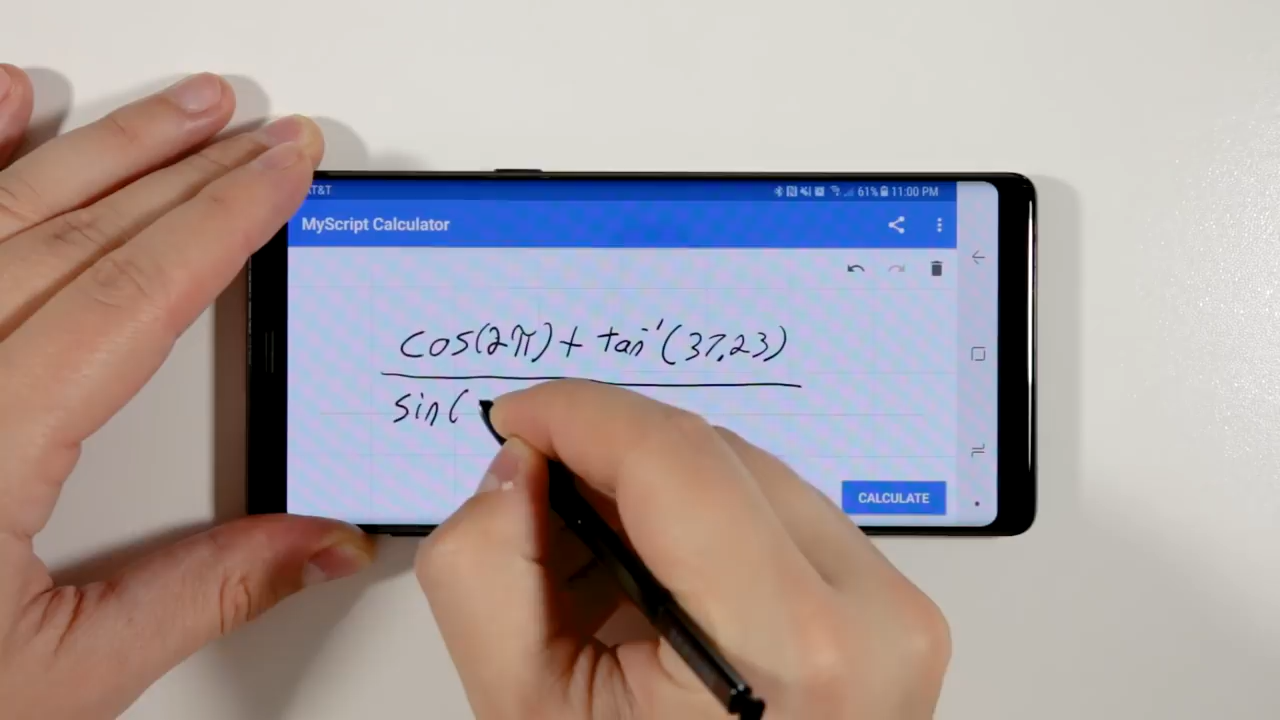 AT&T 61% 11:00 PM
MyScript Calculator
cos(2π) + tan⁻¹(37.23)
sin(
CALCULATE